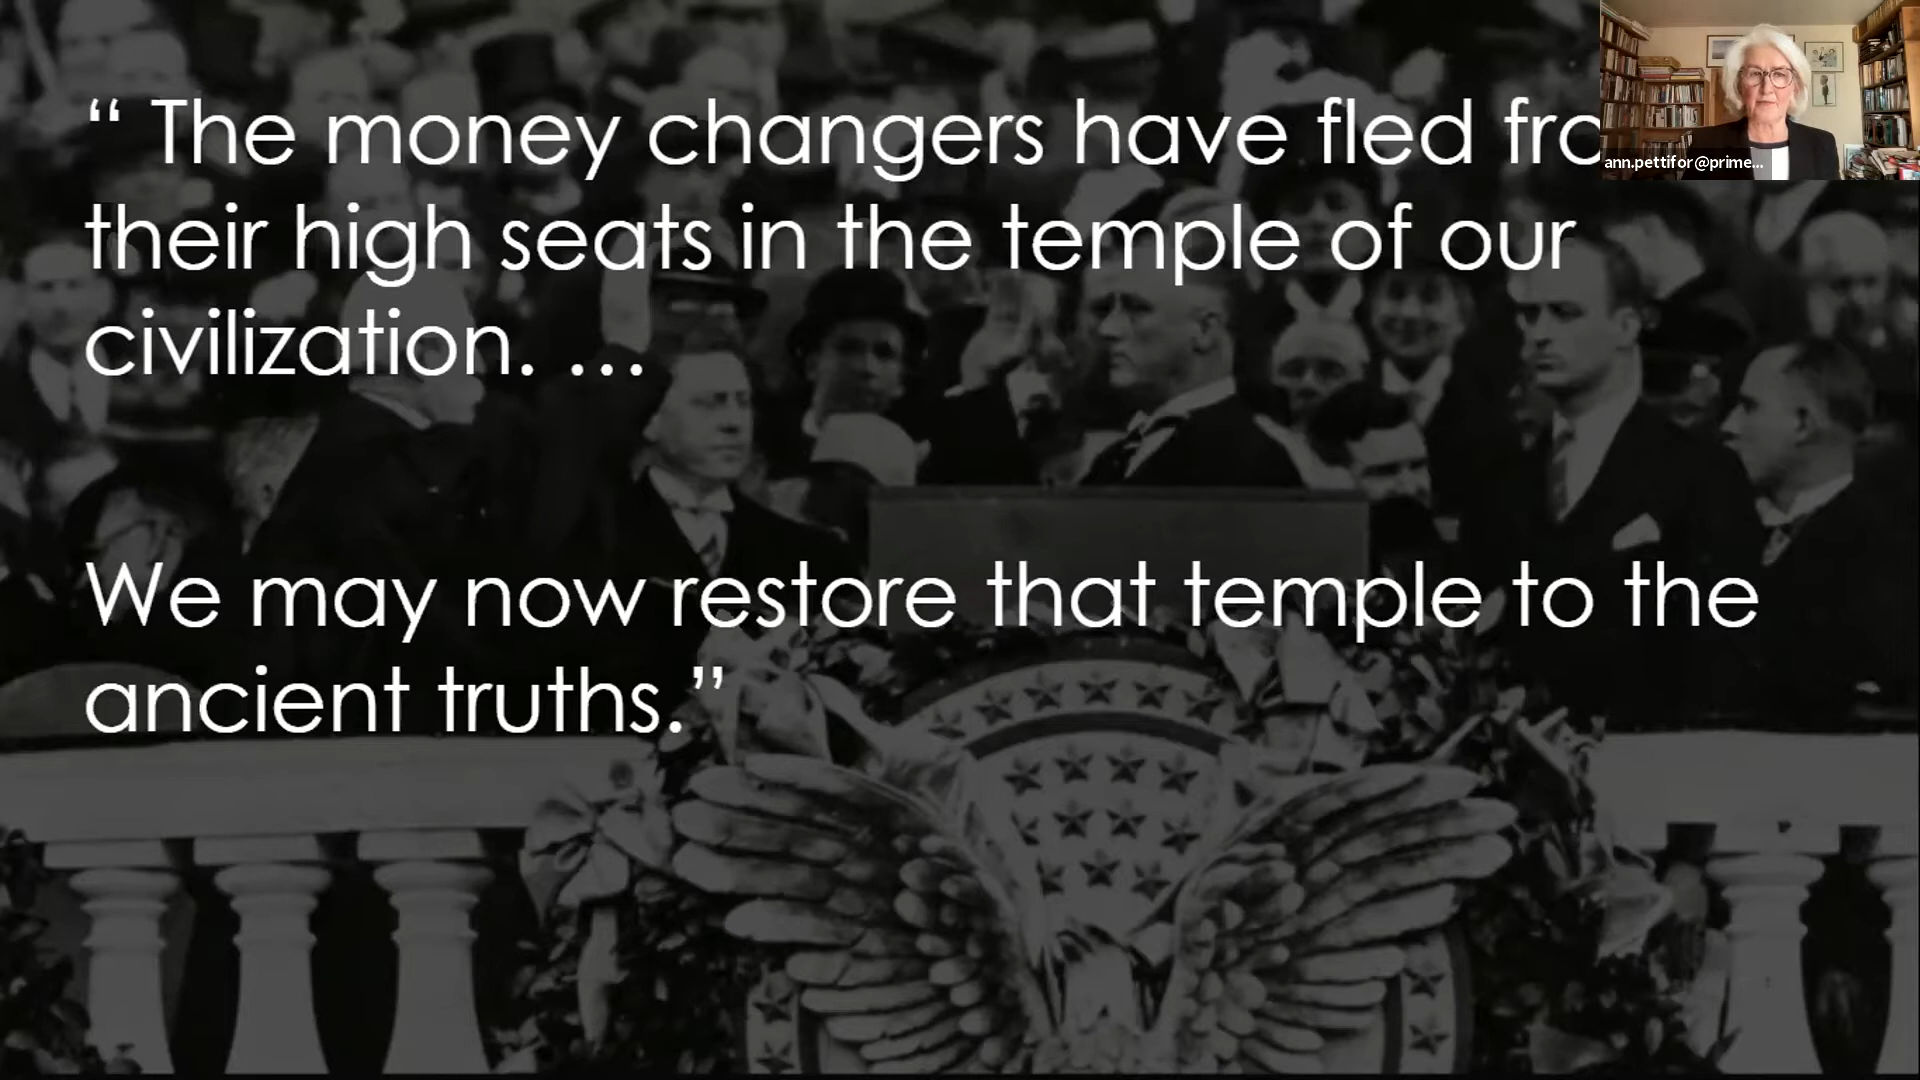 “ The money changers have fled
their high seats in the temple of our
civilization. …
We may now restore that temple to the
ancient truths.”
ann.pettifor@prime...